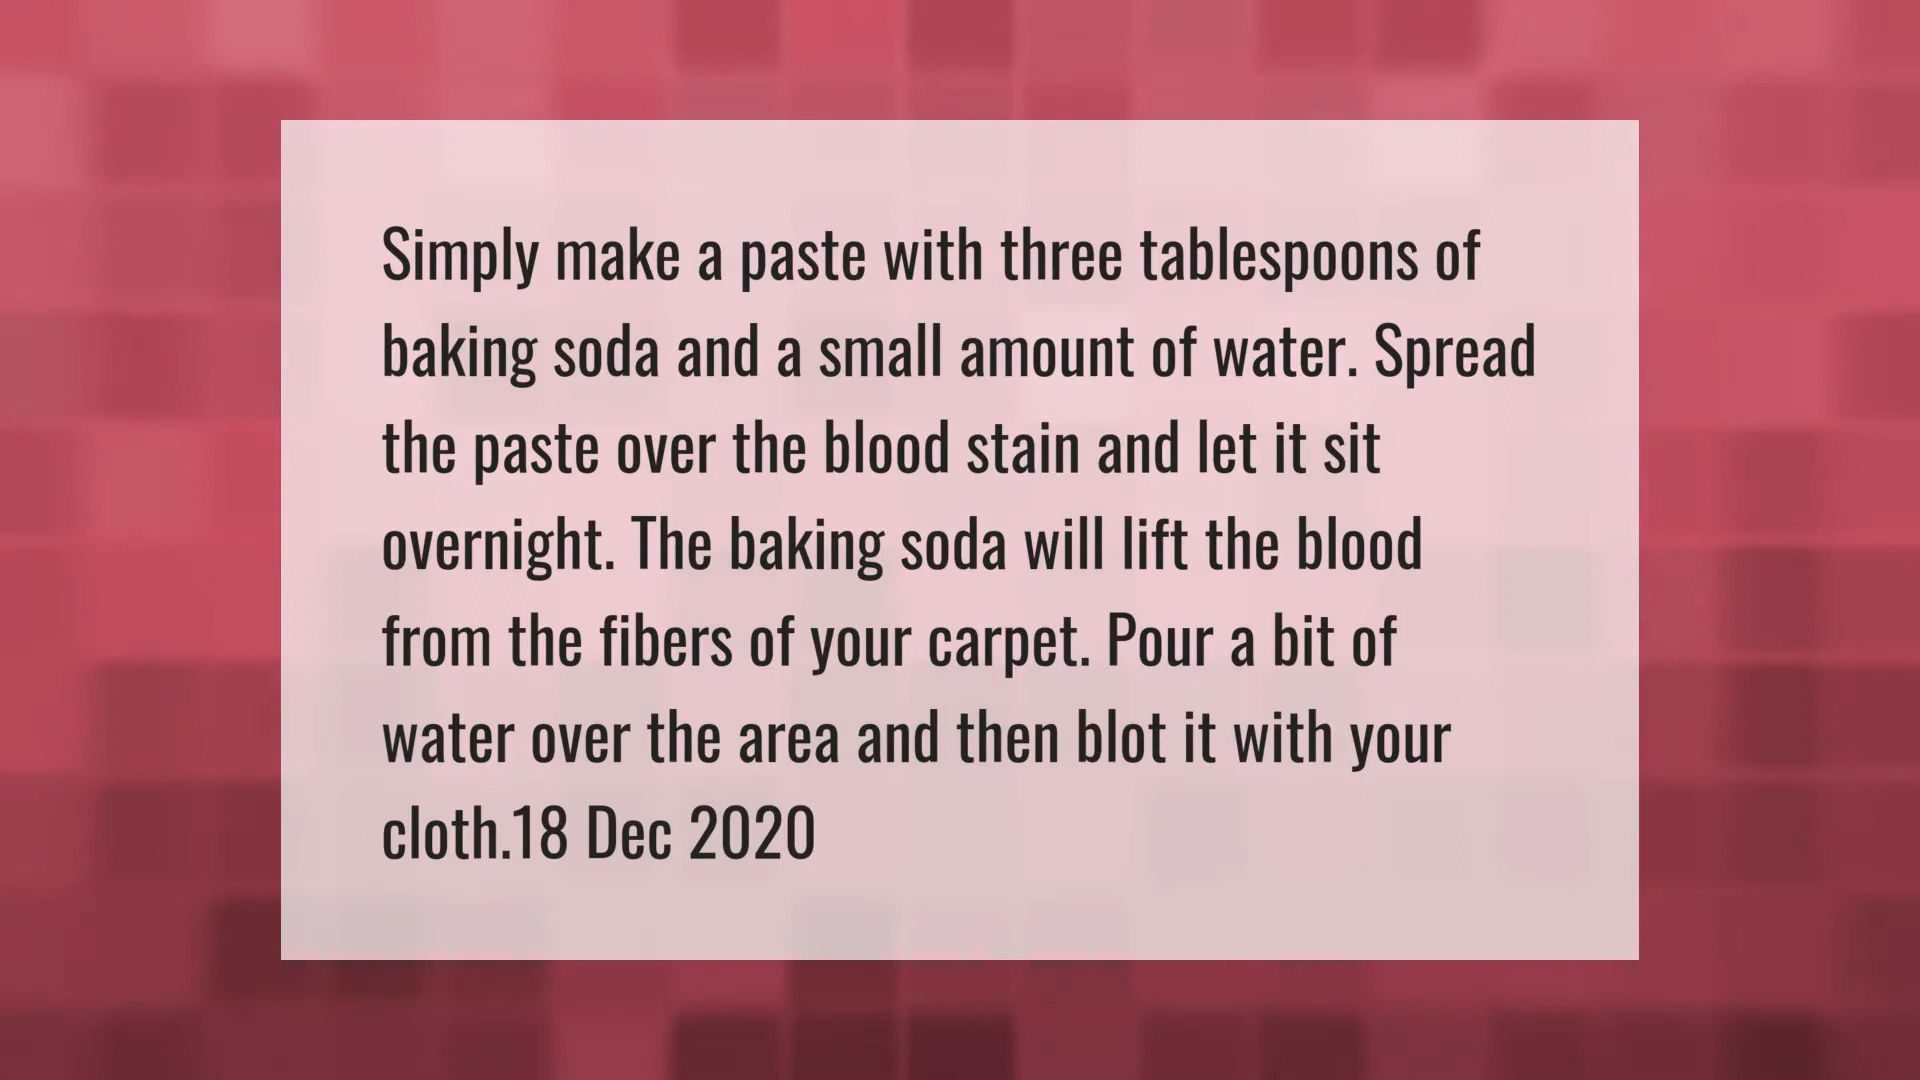 Simply make a paste with three tablespoons of
baking soda and a small amount of water. Spread
the paste over the blood stain and let it sit
overnight. The baking soda will lift the blood
from the fibers of your carpet. Pour a bit of
water over the area and then blot it with your
cloth.18 Dec 2020